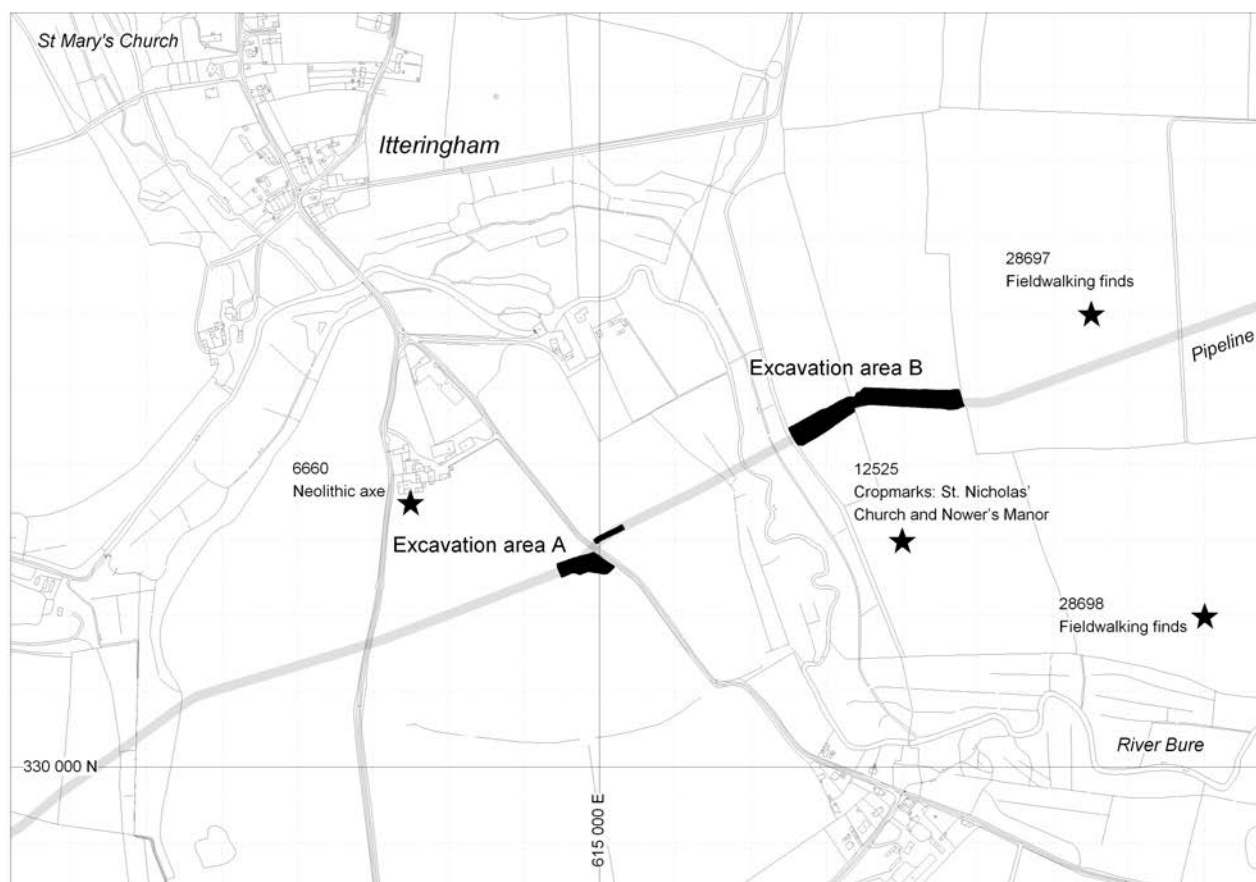 St Mary's Church
Itteringham
28697
Fieldwalking finds
Pipeline
Excavation area B
6660
Neolithic axe
12525
Cropmarks: St. Nicholas'
Church and Nower's Manor
Excavation area A
28698
Fieldwalking finds
River Bure
330 000 N
615 000 E